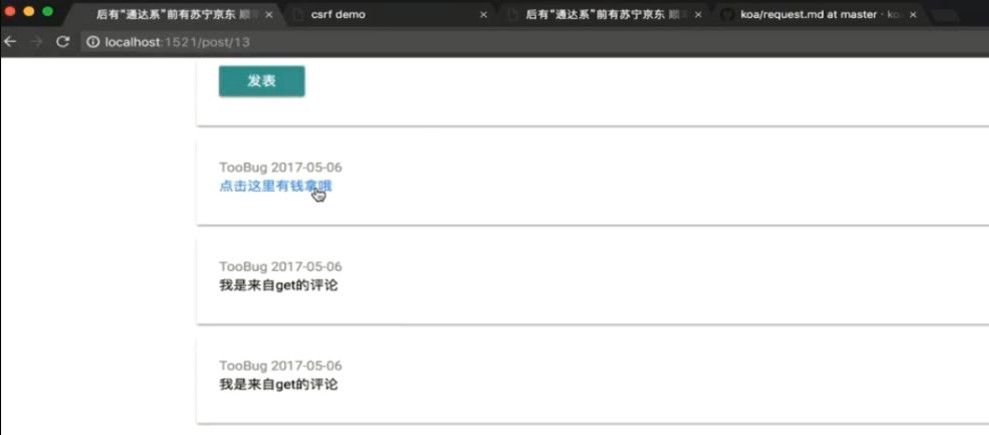 后有“通达系”前有苏宁京东 顺
csrf demo
后有“通达系”前有苏宁京东 顺
koa/request.md at master ·
localhost:1521/post/13
发表
TooBug 2017-05-06
点击这里有钱拿哦
TooBug 2017-05-06
我是来自get的评论
TooBug 2017-05-06
我是来自get的评论